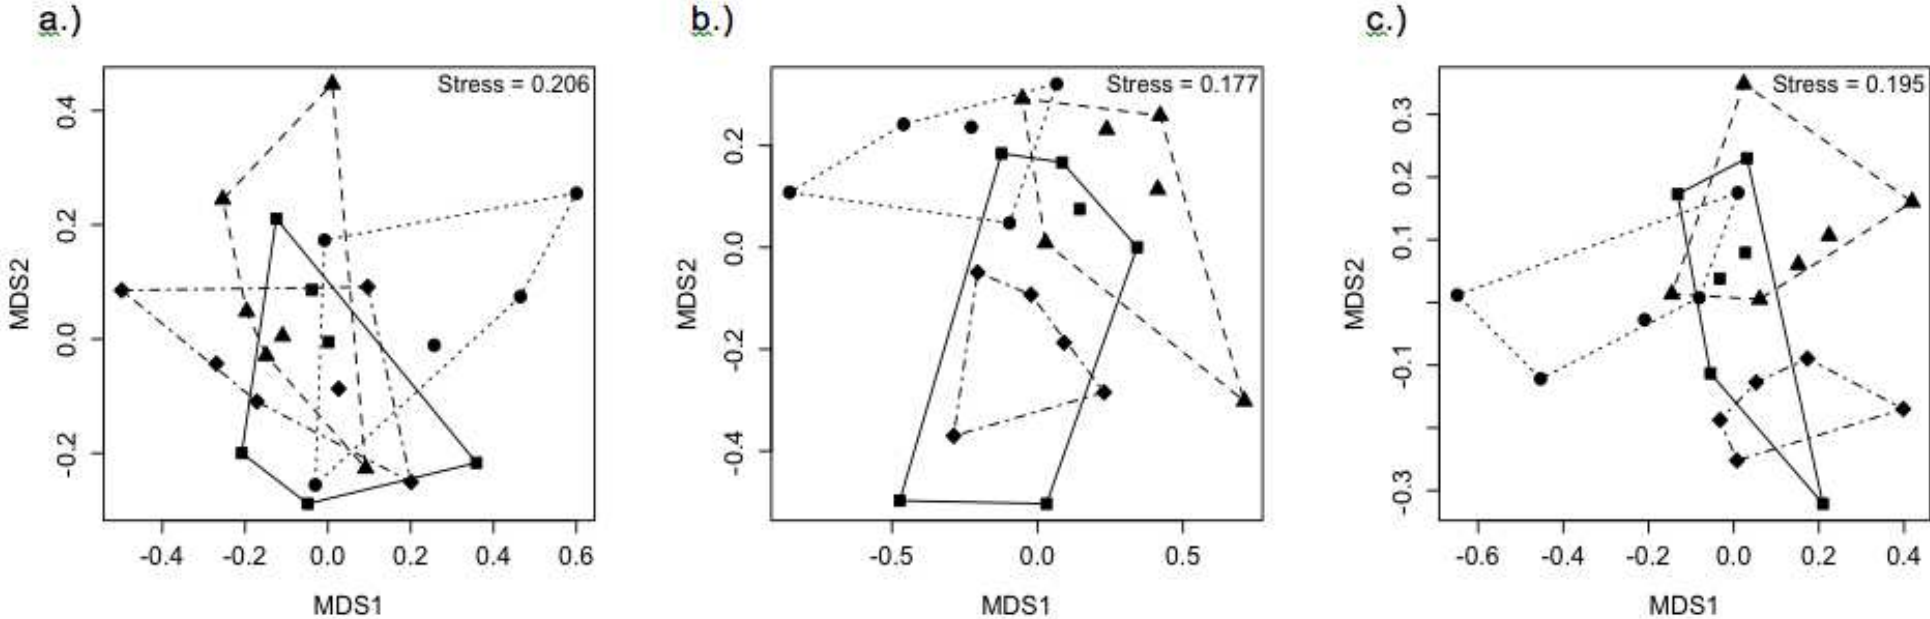 a.)
Stress = 0.206
MDS2
0.4
0.2
0.0
-0.2
-0.4 -0.2 0.0 0.2 0.4 0.6
MDS1
b.)
Stress = 0.177
MDS2
0.2
0.0
-0.2
-0.4
-0.5 0.0 0.5
MDS1
c.)
Stress = 0.195
MDS2
0.3
0.2
0.1
-0.1
-0.3
-0.6 -0.4 -0.2 0.0 0.2 0.4
MDS1